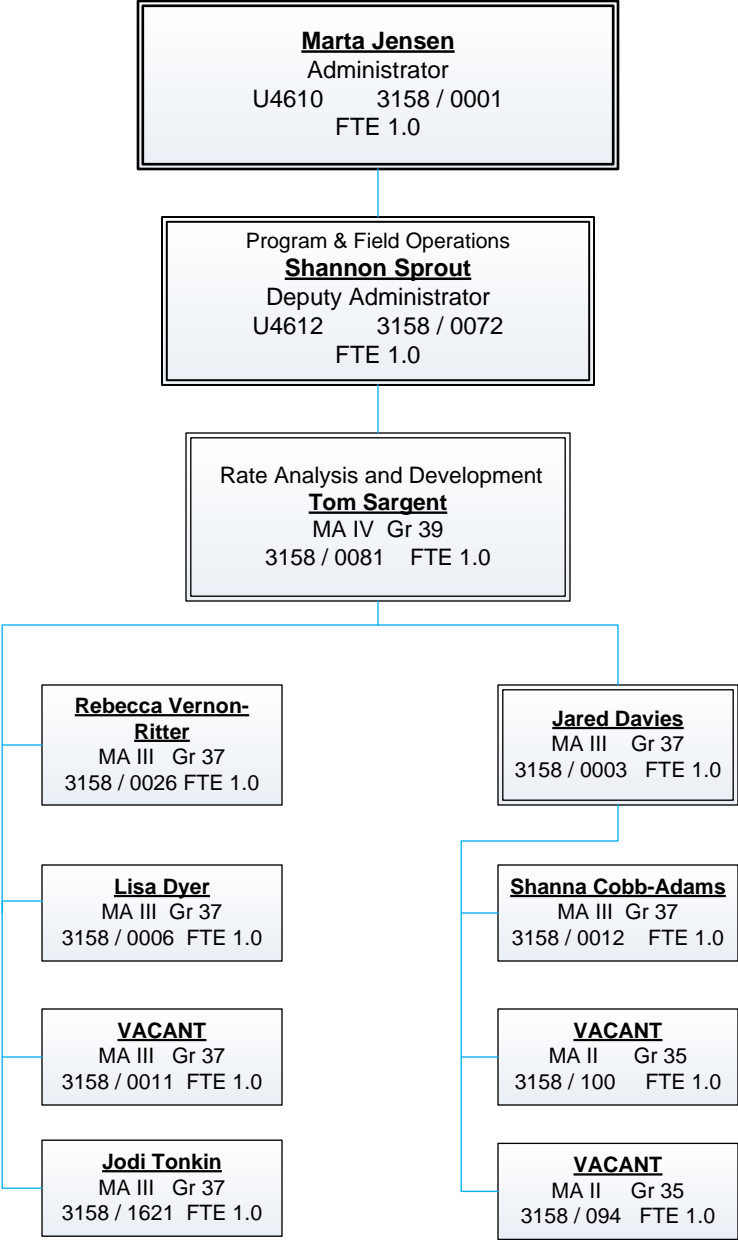 Marta Jensen
Administrator
U4610 3158 / 0001
FTE 1.0
Program & Field Operations
Shannon Sprout
Deputy Administrator
U4612 3158 / 0072
FTE 1.0
Rate Analysis and Development
Tom Sargent
MA IV Gr 39
3158 / 0081 FTE 1.0
Rebecca Vernon-
Ritter
MA III Gr 37
3158 / 0026 FTE 1.0
Lisa Dyer
MA III Gr 37
3158 / 0006 FTE 1.0
VACANT
MA III Gr 37
3158 / 0011 FTE 1.0
Jodi Tonkin
MA III Gr 37
3158 / 1621 FTE 1.0
Jared Davies
MA III Gr 37
3158 / 0003 FTE 1.0
Shanna Cobb-Adams
MA III Gr 37
3158 / 0012 FTE 1.0
VACANT
MA II Gr 35
3158 / 100 FTE 1.0
VACANT
MA II Gr 35
3158 / 094 FTE 1.0